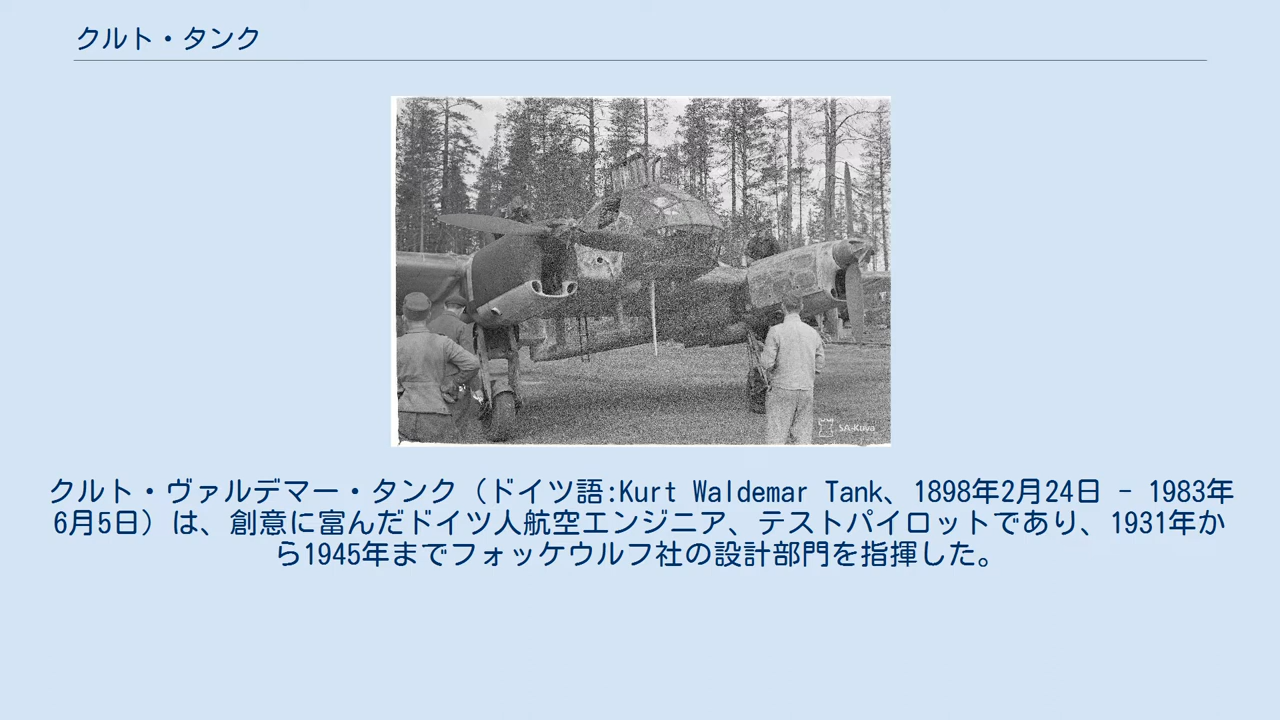 クルト・タンク
SA-Kuva
クルト・ヴァルデマー・タンク（ドイツ語:Kurt Waldemar Tank、1898年2月24日 - 1983年
6月5日）は、創意に富んだドイツ人航空エンジニア、テストパイロットであり、1931年か
ら1945年までフォッケウルフ社の設計部門を指揮した。